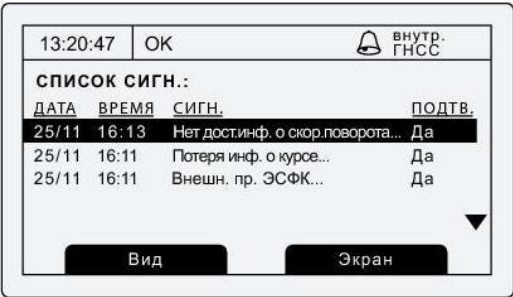 13:20:47 OK внутр. ГНСС
СПИСОК СИГН.:
ДАТА ВРЕМЯ СИГН. ПОДТВ.
25/11 16:13 Нет дост.инф. о скор.поворота... Да
25/11 16:11 Потеря инф. о курсе... Да
25/11 16:11 Внешн. пр. ЭСФК... Да
Вид Экран